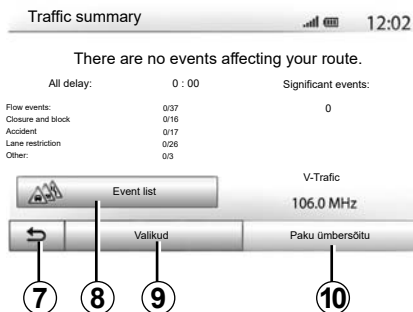 Traffic summary 12:02
There are no events affecting your route.
All delay: 0 : 00 Significant events:
Flow events: 0/37 0
Closure and block 0/16
Accident 0/17
Lane restriction 0/26
Other: 0/3
V-Trafic
Event list
106.0 MHz
Valikud Paku ümbersõitu
7 8 9 10